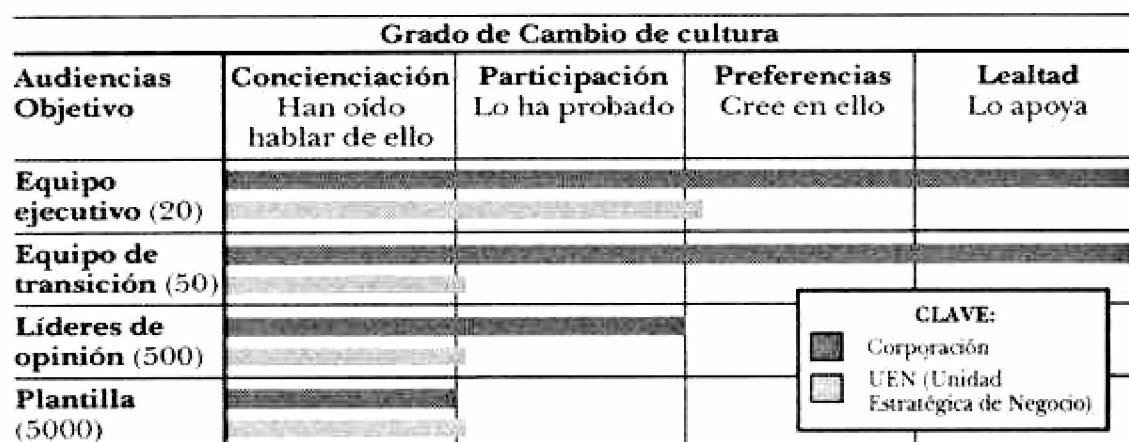 Grado de Cambio de cultura
Audiencias
Objetivo
Concienciación
Han oído
hablar de ello
Participación
Lo ha probado
Preferencias
Cree en ello
Lealtad
Lo apoya
Equipo
ejecutivo (20)
Equipo de
transición (50)
Líderes de
opinión (500)
Plantilla
(5000)
CLAVE:
Corporación
UEN (Unidad
Estratégica de Negocio)